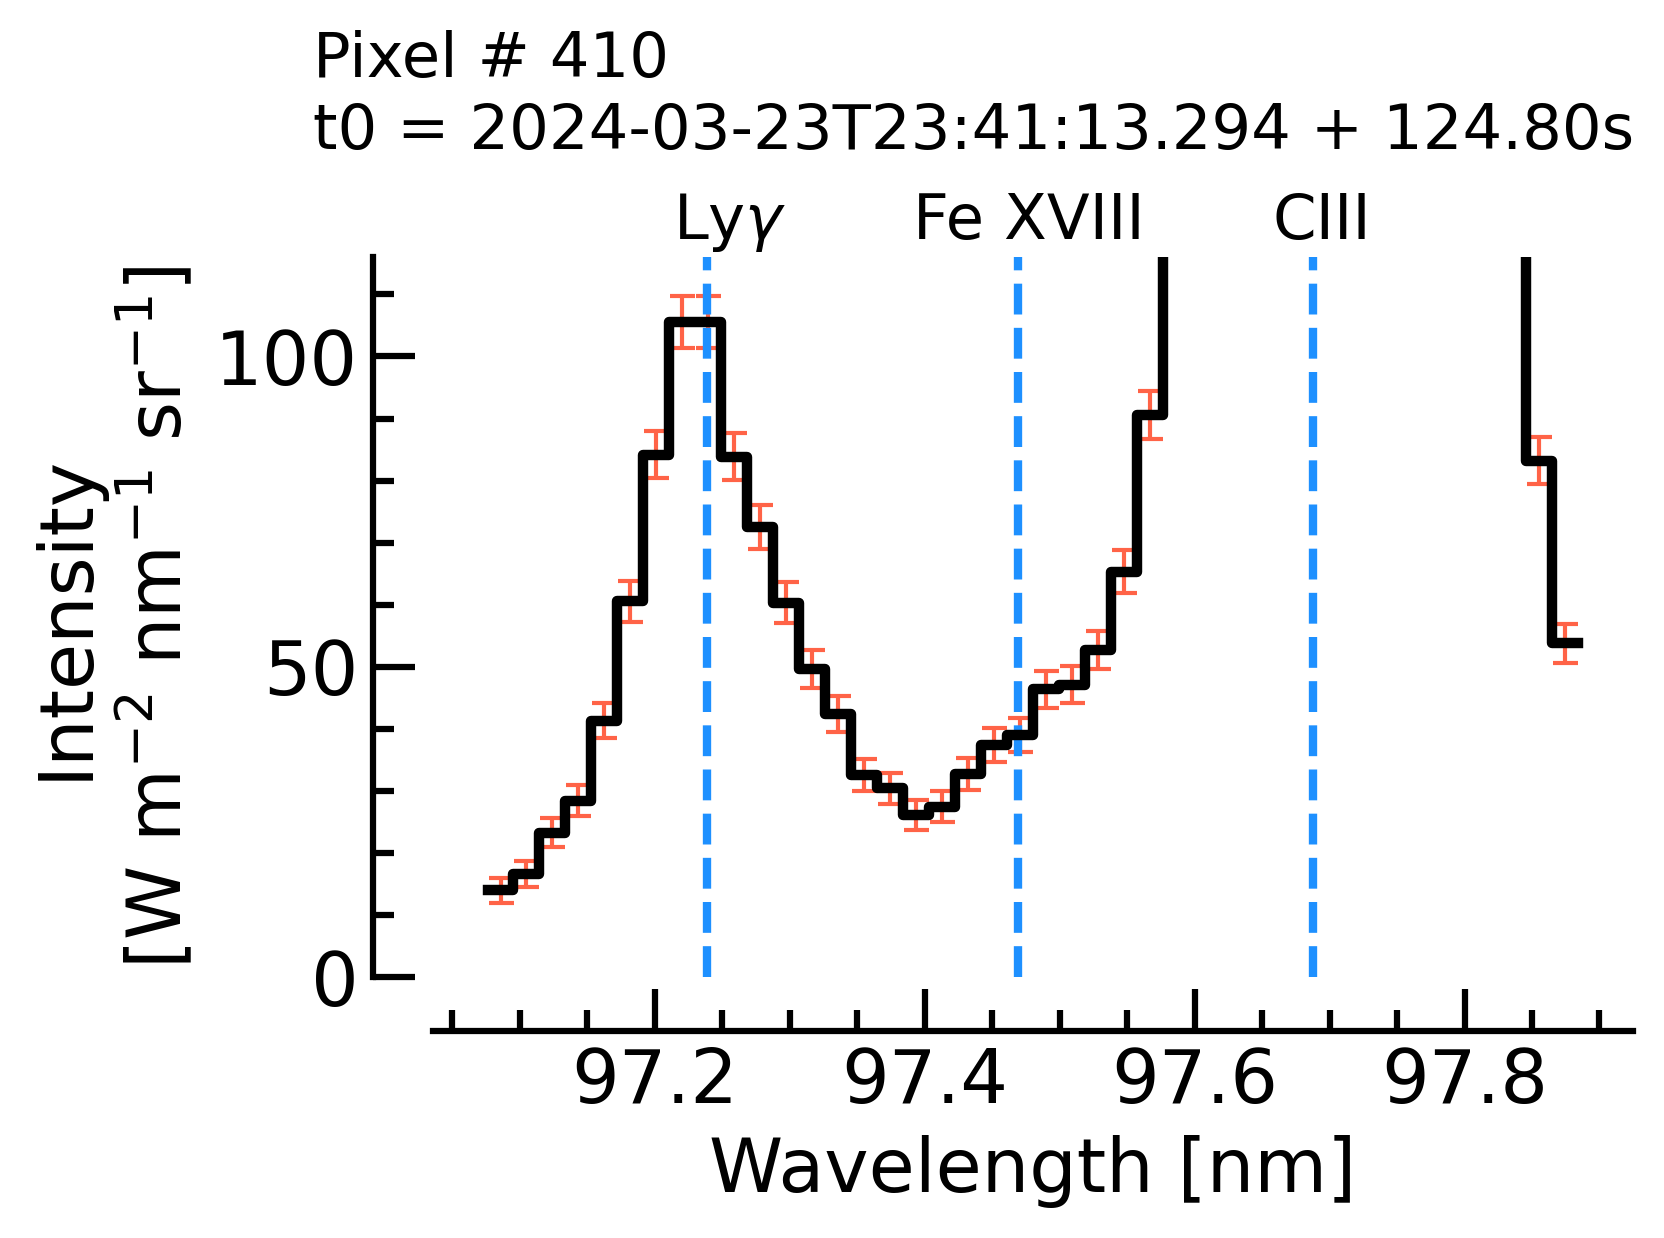 Pixel # 410
t0 = 2024-03-23T23:41:13.294 + 124.80s
Lyγ Fe XVIII CIII
Intensity
[W m⁻² nm⁻¹ sr⁻¹]
100
50
0
97.2 97.4 97.6 97.8
Wavelength [nm]